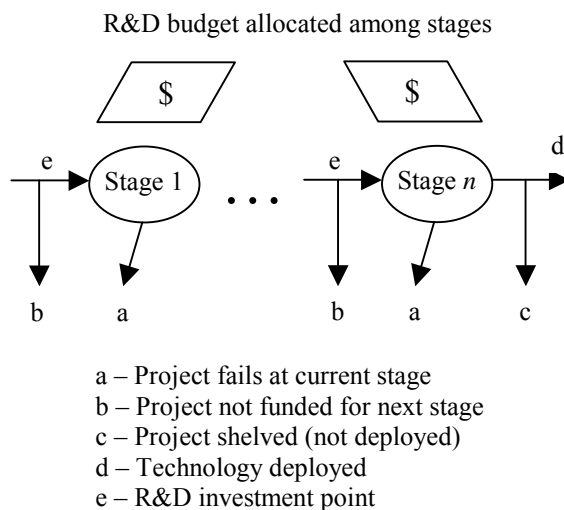 R&D budget allocated among stages
$ $
e Stage 1 . . . e Stage n d
b a b a c
a – Project fails at current stage
b – Project not funded for next stage
c – Project shelved (not deployed)
d – Technology deployed
e – R&D investment point